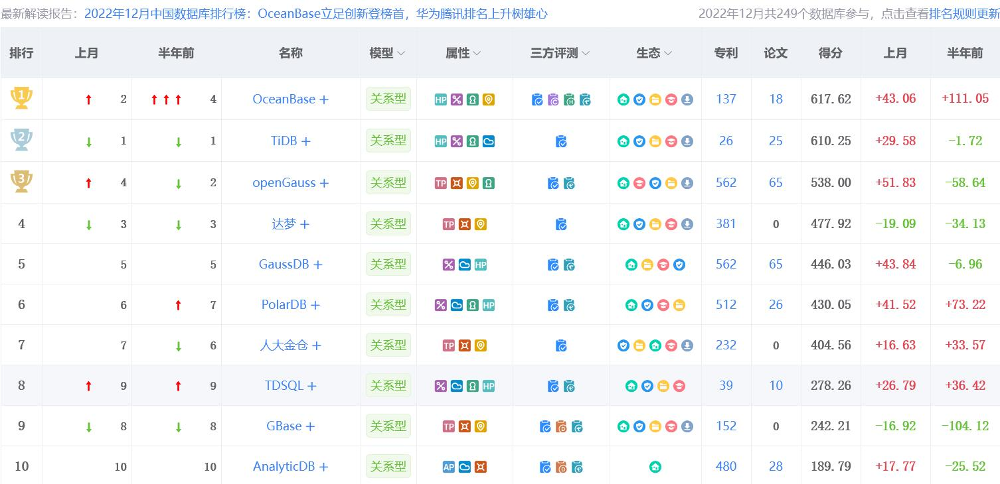 最新解读报告：2022年12月中国数据库排行榜：OceanBase立足创新登榜首，华为腾讯排名上升树雄心 2022年12月共249个数据库参与，点击查看排名规则更新
排行 上月 半年前 名称 模型 属性 三方评测 生态 专利 论文 得分 上月 半年前
1 2 4 OceanBase + 关系型 HP C H 137 18 617.62 +43.06 +111.05
2 1 1 TiDB + 关系型 HP 26 25 610.25 +29.58 -1.72
3 4 2 openGauss + 关系型 TP 562 65 538.00 +51.83 -58.64
4 3 3 达梦 + 关系型 TP 381 0 477.92 -19.09 -34.13
5 5 5 GaussDB + 关系型 HP 562 65 446.03 +43.84 -6.96
6 6 7 PolarDB + 关系型 HP 512 26 430.05 +41.52 +73.22
7 7 6 人大金仓 + 关系型 TP 232 0 404.56 +16.63 +33.57
8 9 9 TDSQL + 关系型 HP 39 10 278.26 +26.79 +36.42
9 8 8 GBase + 关系型 TP D 152 0 242.21 -16.92 -104.12
10 10 10 AnalyticDB + 关系型 AP D 480 28 189.79 +17.77 -25.52